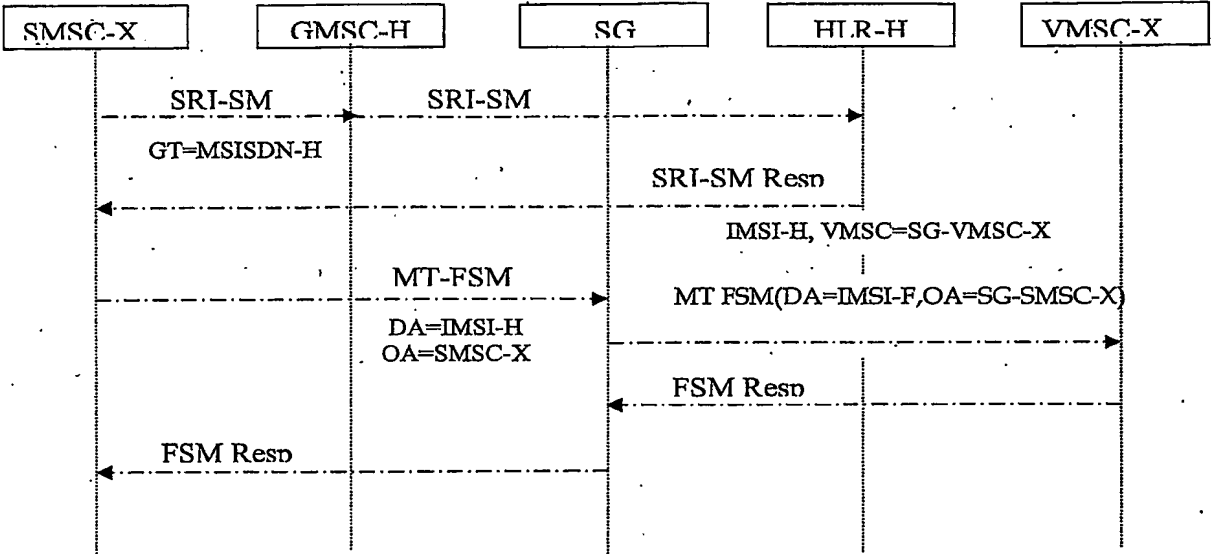 SMSC-X GMSC-H SG HLR-H VMSC-X
SRI-SM SRI-SM
GT=MSISDN-H
SRI-SM Resp
IMSI-H, VMSC=SG-VMSC-X
MT-FSM
MT FSM(DA=IMSI-F,OA=SG-SMSC-X)
DA=IMSI-H
OA=SMSC-X
FSM Resp
FSM Resp